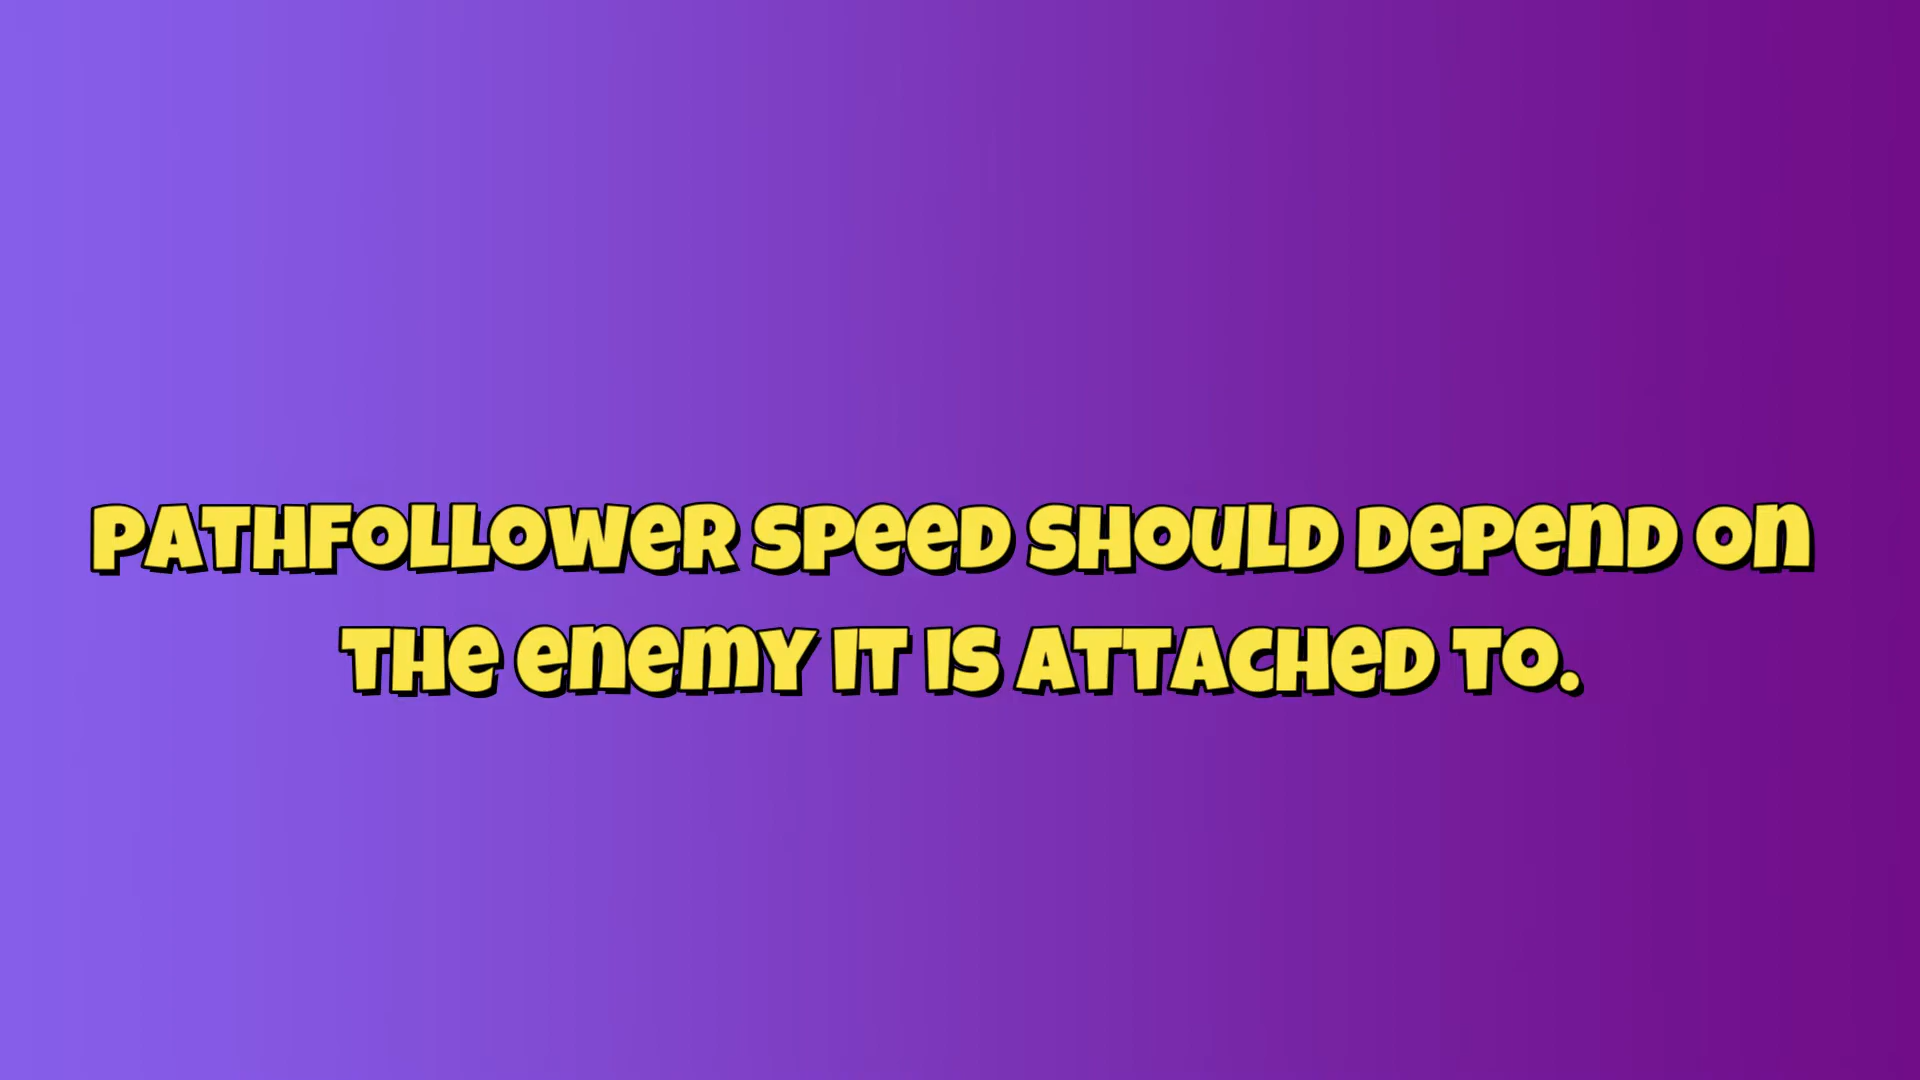 PATHFOLLOWER SPEED SHOULD DEPEND ON
THE ENEMY IT IS ATTACHED TO.